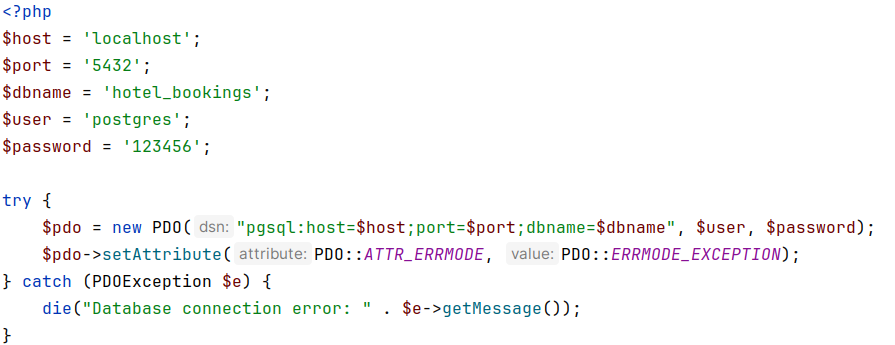 <?php
$host = 'localhost';
$port = '5432';
$dbname = 'hotel_bookings';
$user = 'postgres';
$password = '123456';

try {
    $pdo = new PDO( dsn: "pgsql:host=$host;port=$port;dbname=$dbname", $user, $password);
    $pdo->setAttribute( attribute: PDO::ATTR_ERRMODE, value: PDO::ERRMODE_EXCEPTION);
} catch (PDOException $e) {
    die("Database connection error: " . $e->getMessage());
}